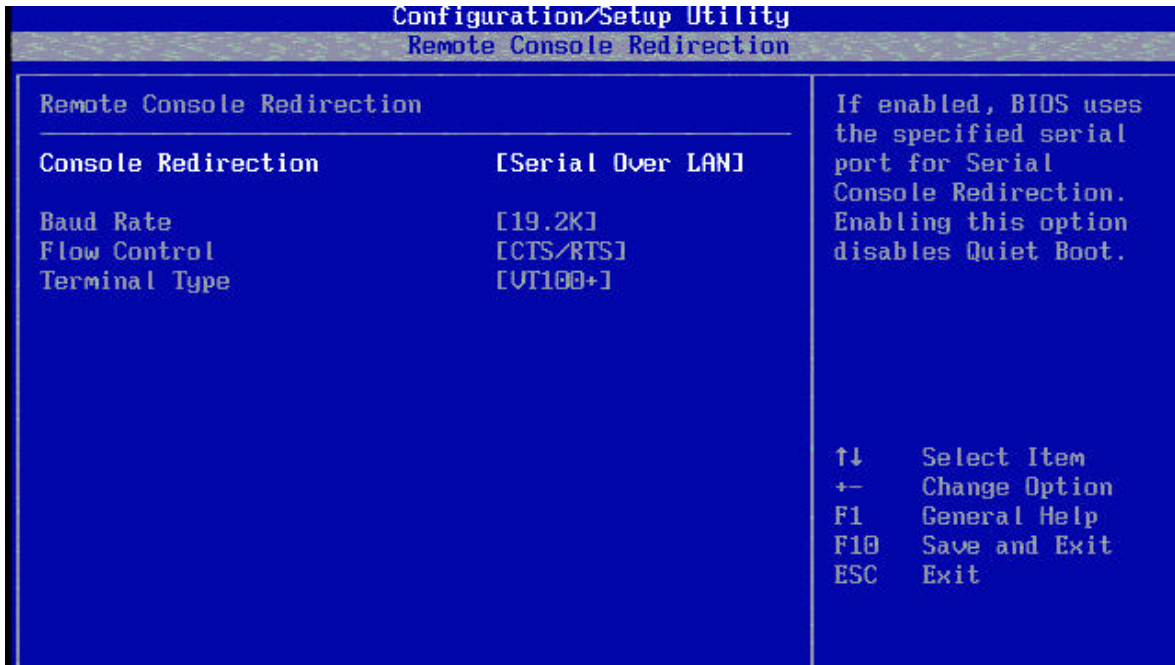 Configuration/Setup Utility
Remote Console Redirection
Remote Console Redirection
Console Redirection [Serial Over LAN]
Baud Rate [19.2K]
Flow Control [CTS/RTS]
Terminal Type [VT100+]
If enabled, BIOS uses
the specified serial
port for Serial
Console Redirection.
Enabling this option
disables Quiet Boot.
↑↓ Select Item
+- Change Option
F1 General Help
F10 Save and Exit
ESC Exit